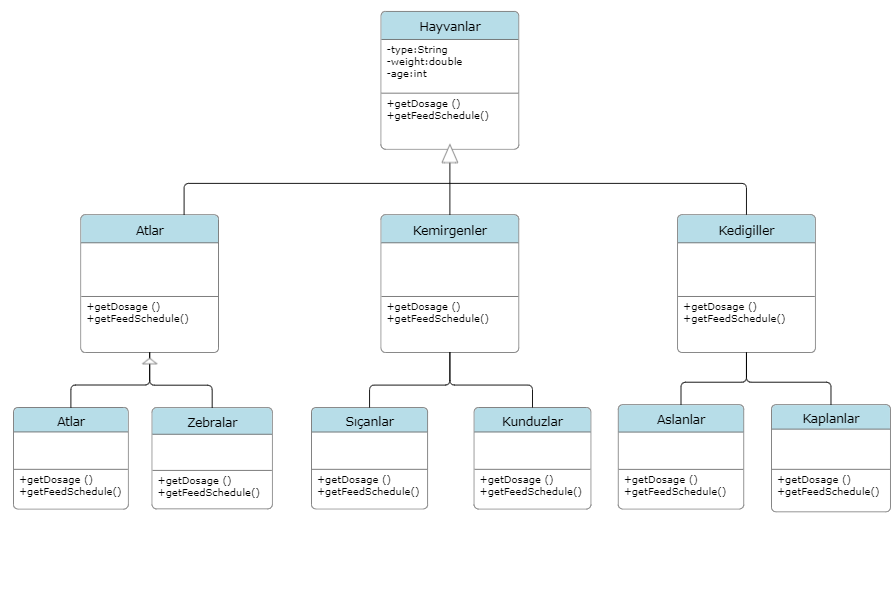 Hayvanlar
-type:String
-weight:double
-age:int
+getDosage ()
+getFeedSchedule()
Atlar
+getDosage ()
+getFeedSchedule()
Kemirgenler
+getDosage ()
+getFeedSchedule()
Kedigiller
+getDosage ()
+getFeedSchedule()
Atlar
+getDosage ()
+getFeedSchedule()
Zebralar
+getDosage ()
+getFeedSchedule()
Sıçanlar
+getDosage ()
+getFeedSchedule()
Kunduzlar
+getDosage ()
+getFeedSchedule()
Aslanlar
+getDosage ()
+getFeedSchedule()
Kaplanlar
+getDosage ()
+getFeedSchedule()